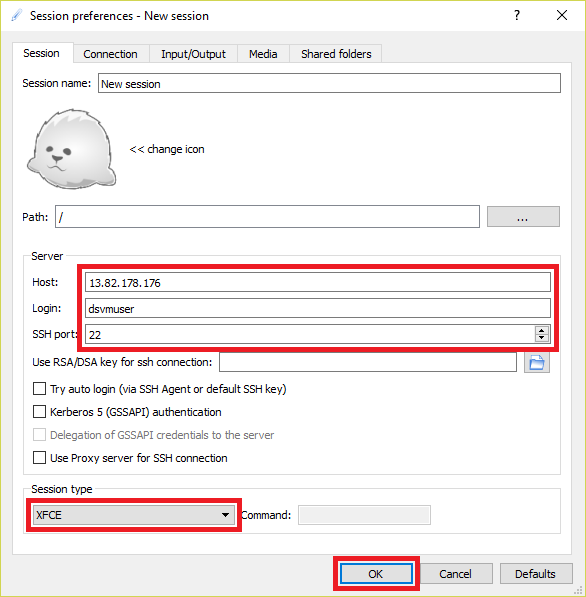 Session preferences - New session
Session Connection Input/Output Media Shared folders
Session name: New session
<< change icon
Path: / ...
Server
Host: 13.82.178.176
Login: dsvmuser
SSH port: 22
Use RSA/DSA key for ssh connection:
Try auto login (via SSH Agent or default SSH key)
Kerberos 5 (GSSAPI) authentication
Delegation of GSSAPI credentials to the server
Use Proxy server for SSH connection
Session type
XFCE Command:
OK Cancel Defaults